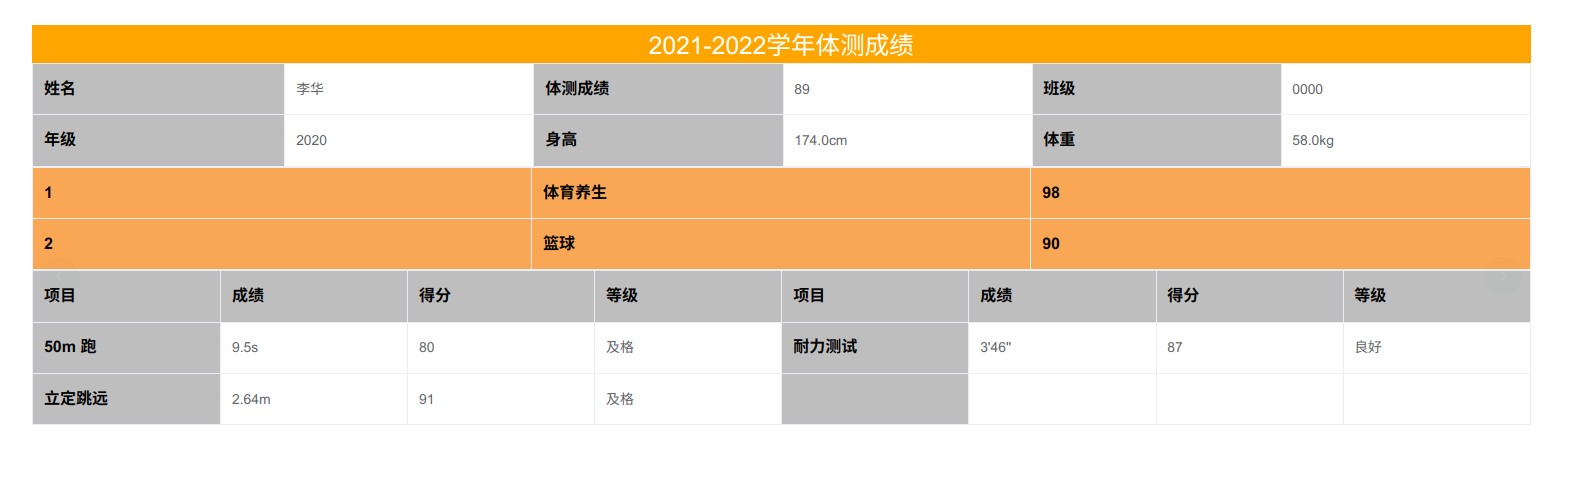 2021-2022学年体测成绩
姓名 李华 体测成绩 89 班级 0000
年级 2020 身高 174.0cm 体重 58.0kg
1 体育养生 98
2 篮球 90
项目 成绩 得分 等级 项目 成绩 得分 等级
50m 跑 9.5s 80 及格 耐力测试 3'46" 87 良好
立定跳远 2.64m 91 及格